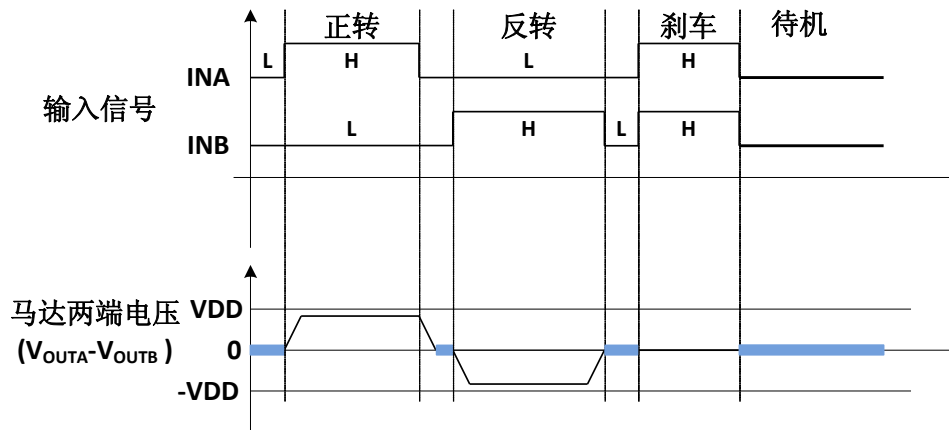 正转 反转 刹车 待机
L H L H
INA
输入信号
L H L H
INB
马达两端电压
(VOUTA-VOUTB )
VDD
0
-VDD